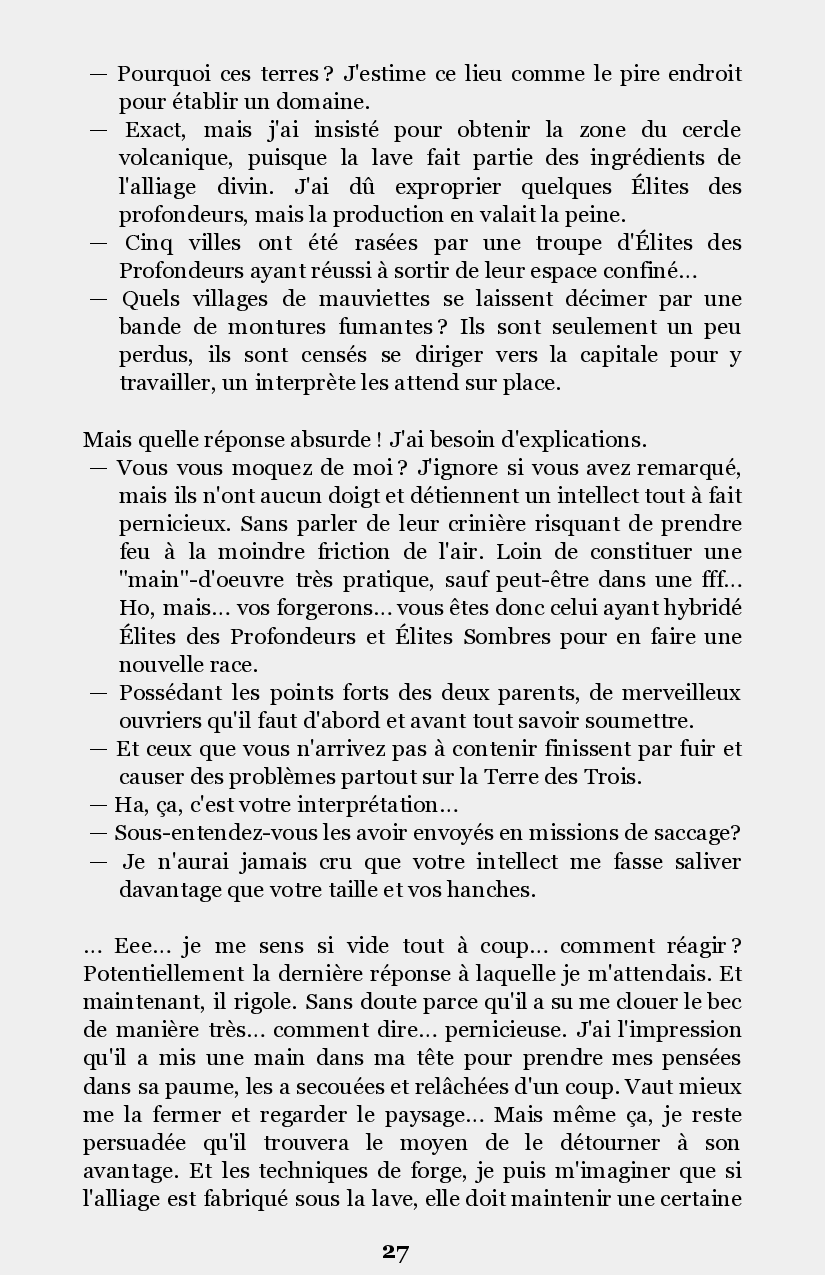 — Pourquoi ces terres ? J'estime ce lieu comme le pire endroit
pour établir un domaine.
— Exact, mais j'ai insisté pour obtenir la zone du cercle
volcanique, puisque la lave fait partie des ingrédients de
l'alliage divin. J'ai dû exproprier quelques Élites des
profondeurs, mais la production en valait la peine.
— Cinq villes ont été rasées par une troupe d'Élites des
Profondeurs ayant réussi à sortir de leur espace confiné...
— Quels villages de mauviettes se laissent décimer par une
bande de montures fumantes ? Ils sont seulement un peu
perdus, ils sont censés se diriger vers la capitale pour y
travailler, un interprète les attend sur place.
Mais quelle réponse absurde ! J'ai besoin d'explications.
— Vous vous moquez de moi ? J'ignore si vous avez remarqué,
mais ils n'ont aucun doigt et détiennent un intellect tout à fait
pernicieux. Sans parler de leur crinière risquant de prendre
feu à la moindre friction de l'air. Loin de constituer une
"main"-d'oeuvre très pratique, sauf peut-être dans une fff...
Ho, mais... vos forgerons... vous êtes donc celui ayant hybridé
Élites des Profondeurs et Élites Sombres pour en faire une
nouvelle race.
— Possédant les points forts des deux parents, de merveilleux
ouvriers qu'il faut d'abord et avant tout savoir soumettre.
— Et ceux que vous n'arrivez pas à contenir finissent par fuir et
causer des problèmes partout sur la Terre des Trois.
— Ha, ça, c'est votre interprétation...
— Sous-entendez-vous les avoir envoyés en missions de saccage?
— Je n'aurai jamais cru que votre intellect me fasse saliver
davantage que votre taille et vos hanches.
... Eee... je me sens si vide tout à coup... comment réagir ?
Potentiellement la dernière réponse à laquelle je m'attendais. Et
maintenant, il rigole. Sans doute parce qu'il a su me clouer le bec
de manière très... comment dire... pernicieuse. J'ai l'impression
qu'il a mis une main dans ma tête pour prendre mes pensées
dans sa paume, les a secouées et relâchées d'un coup. Vaut mieux
me la fermer et regarder le paysage... Mais même ça, je reste
persuadée qu'il trouvera le moyen de le détourner à son
avantage. Et les techniques de forge, je puis m'imaginer que si
l'alliage est fabriqué sous la lave, elle doit maintenir une certaine
27